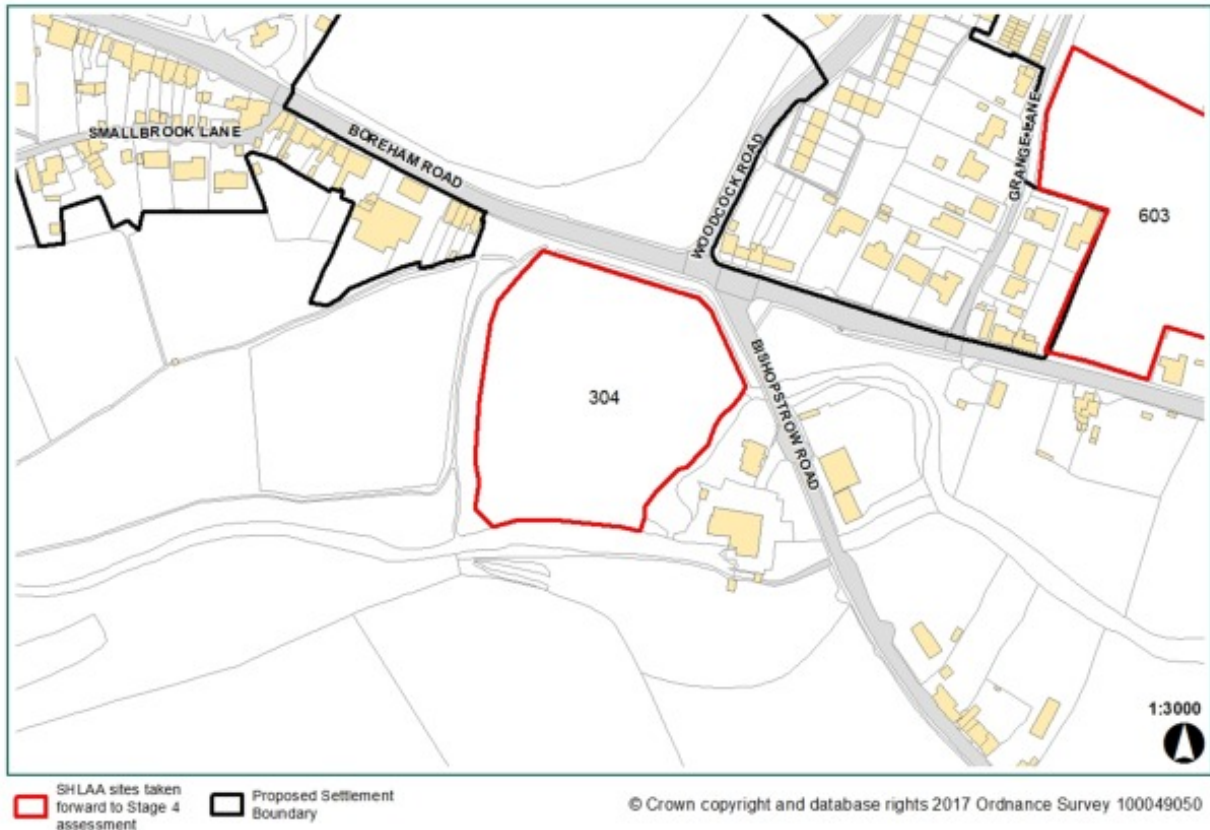 SMALLBROOK LANE
BOREHAM ROAD
WOODCOCK ROAD
GRANGE LANE
603
304
BISHOPSTROW ROAD
1:3000
SHLAA sites taken
forward to Stage 4
assessment
Proposed Settlement
Boundary
© Crown copyright and database rights 2017 Ordnance Survey 100049050